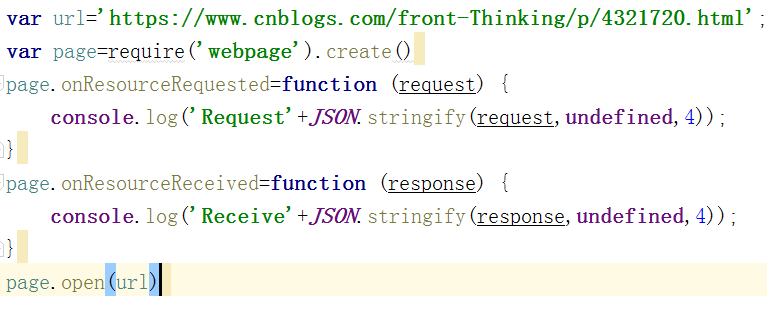 var url='https://www.cnblogs.com/front-Thinking/p/4321720.html';
var page=require('webpage').create()
page.onResourceRequested=function (request) {
    console.log('Request'+JSON.stringify(request,undefined,4));
}
page.onResourceReceived=function (response) {
    console.log('Receive'+JSON.stringify(response,undefined,4));
}
page.open(url)